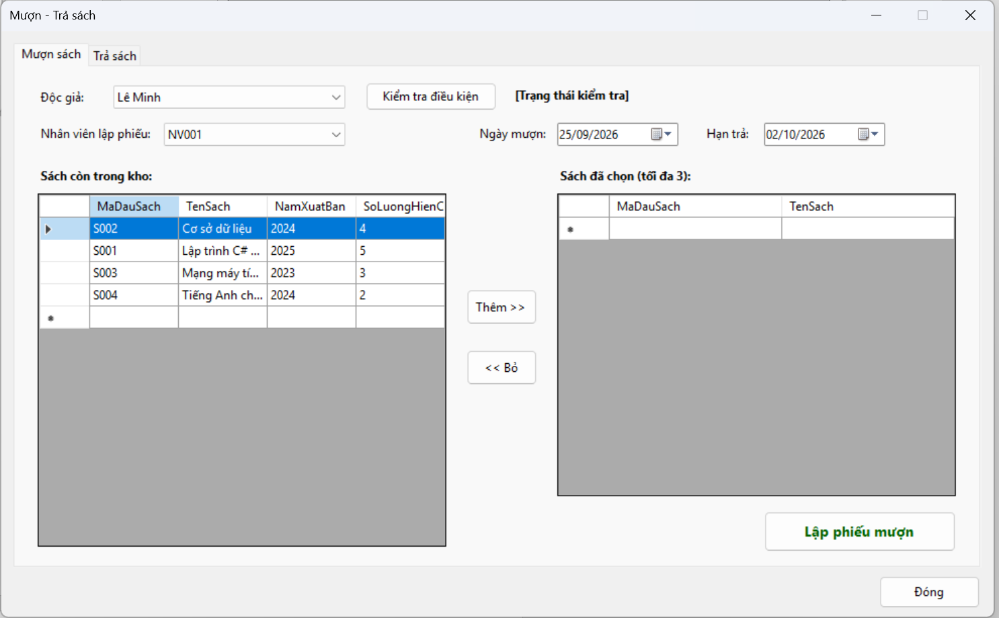 Mượn - Trả sách
Mượn sách Trả sách
Độc giả: Lê Minh Kiểm tra điều kiện [Trạng thái kiểm tra]
Nhân viên lập phiếu: NV001 Ngày mượn: 25/09/2026 Hạn trả: 02/10/2026
Sách còn trong kho: Sách đã chọn (tối đa 3):
MaDauSach TenSach NamXuatBan SoLuongHienC MaDauSach TenSach
S002 Cơ sở dữ liệu 2024 4
S001 Lập trình C# ... 2025 5
S003 Mạng máy tí... 2023 3
S004 Tiếng Anh ch... 2024 2
Thêm >>
<< Bỏ
Lập phiếu mượn
Đóng